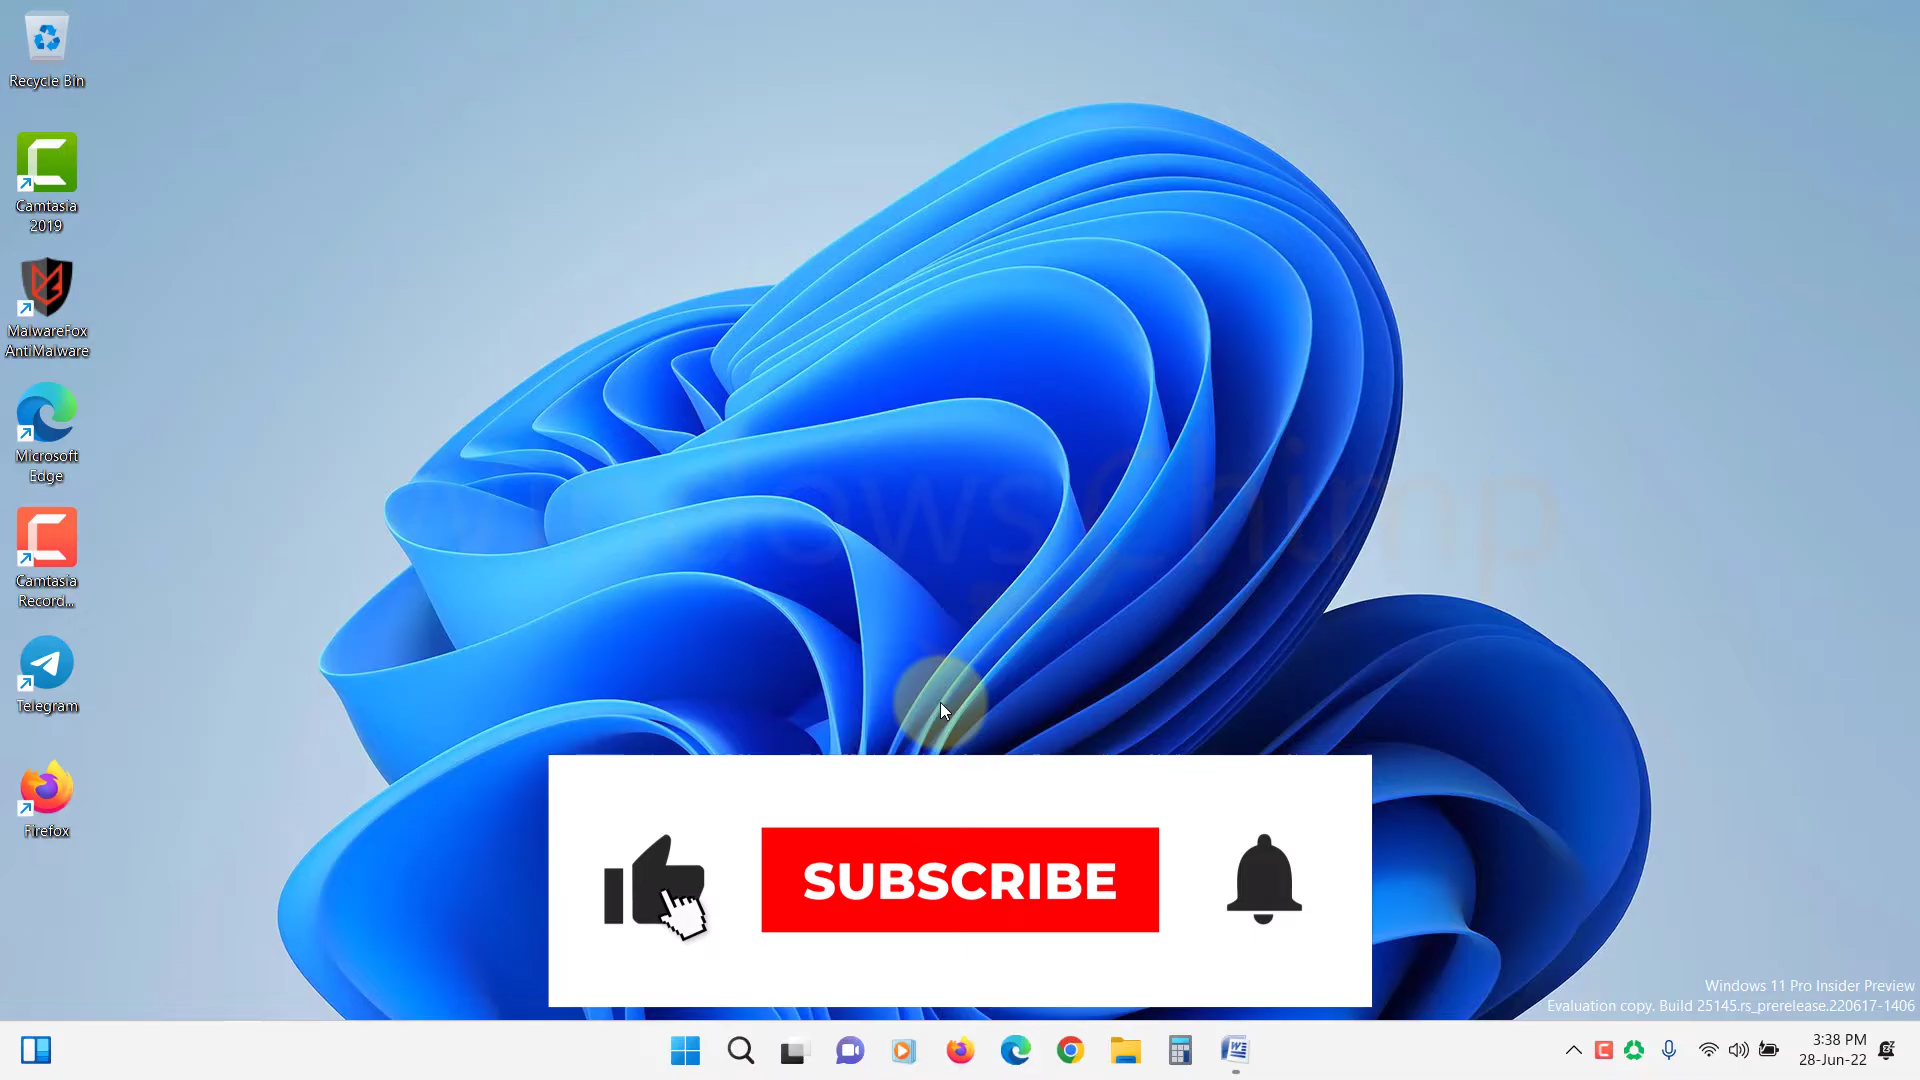 Recycle Bin
Camtasia
2019
MalwareFox
AntiMalware
Microsoft
Edge
Camtasia
Record...
Telegram
Firefox
SUBSCRIBE
Windows 11 Pro Insider Preview
Evaluation copy. Build 25145.rs_prerelease.220617-1406
3:38 PM
28-Jun-22